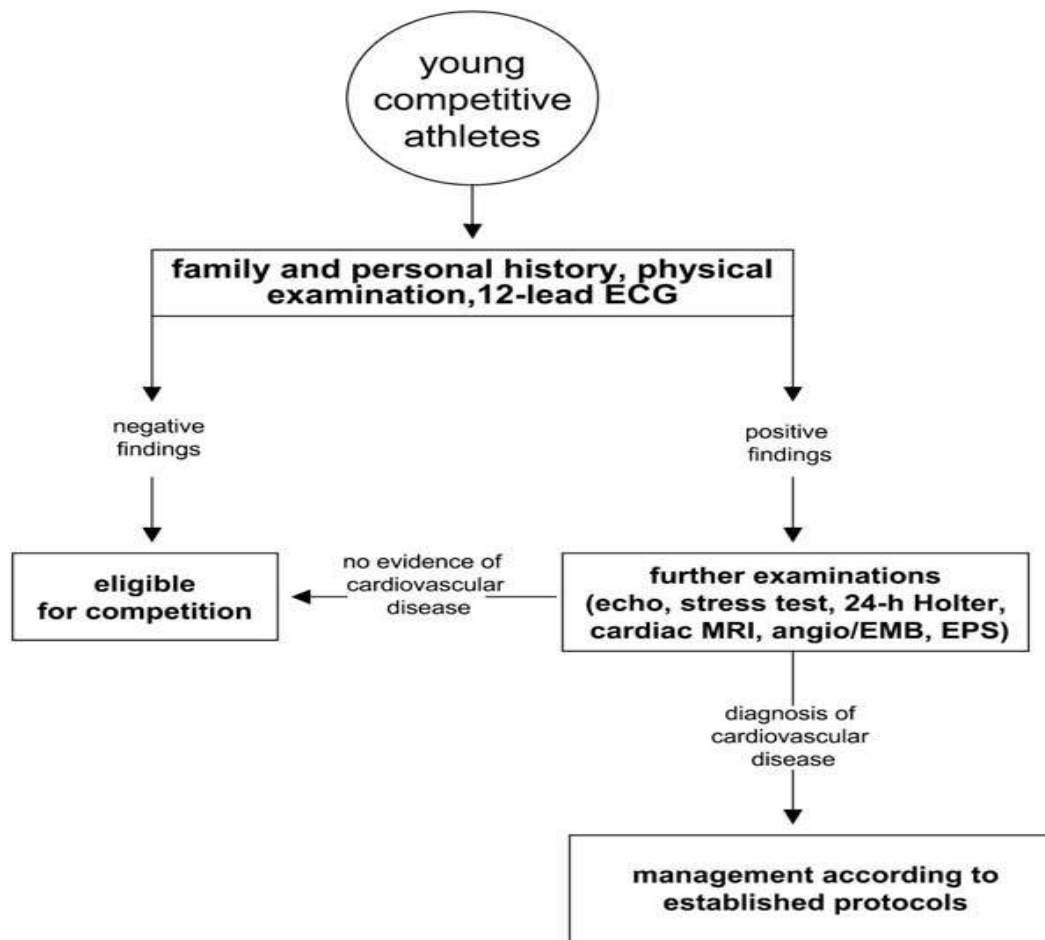 young
competitive
athletes
family and personal history, physical
examination,12-lead ECG
negative
findings
positive
findings
eligible
for competition
no evidence of
cardiovascular
disease
further examinations
(echo, stress test, 24-h Holter,
cardiac MRI, angio/EMB, EPS)
diagnosis of
cardiovascular
disease
management according to
established protocols